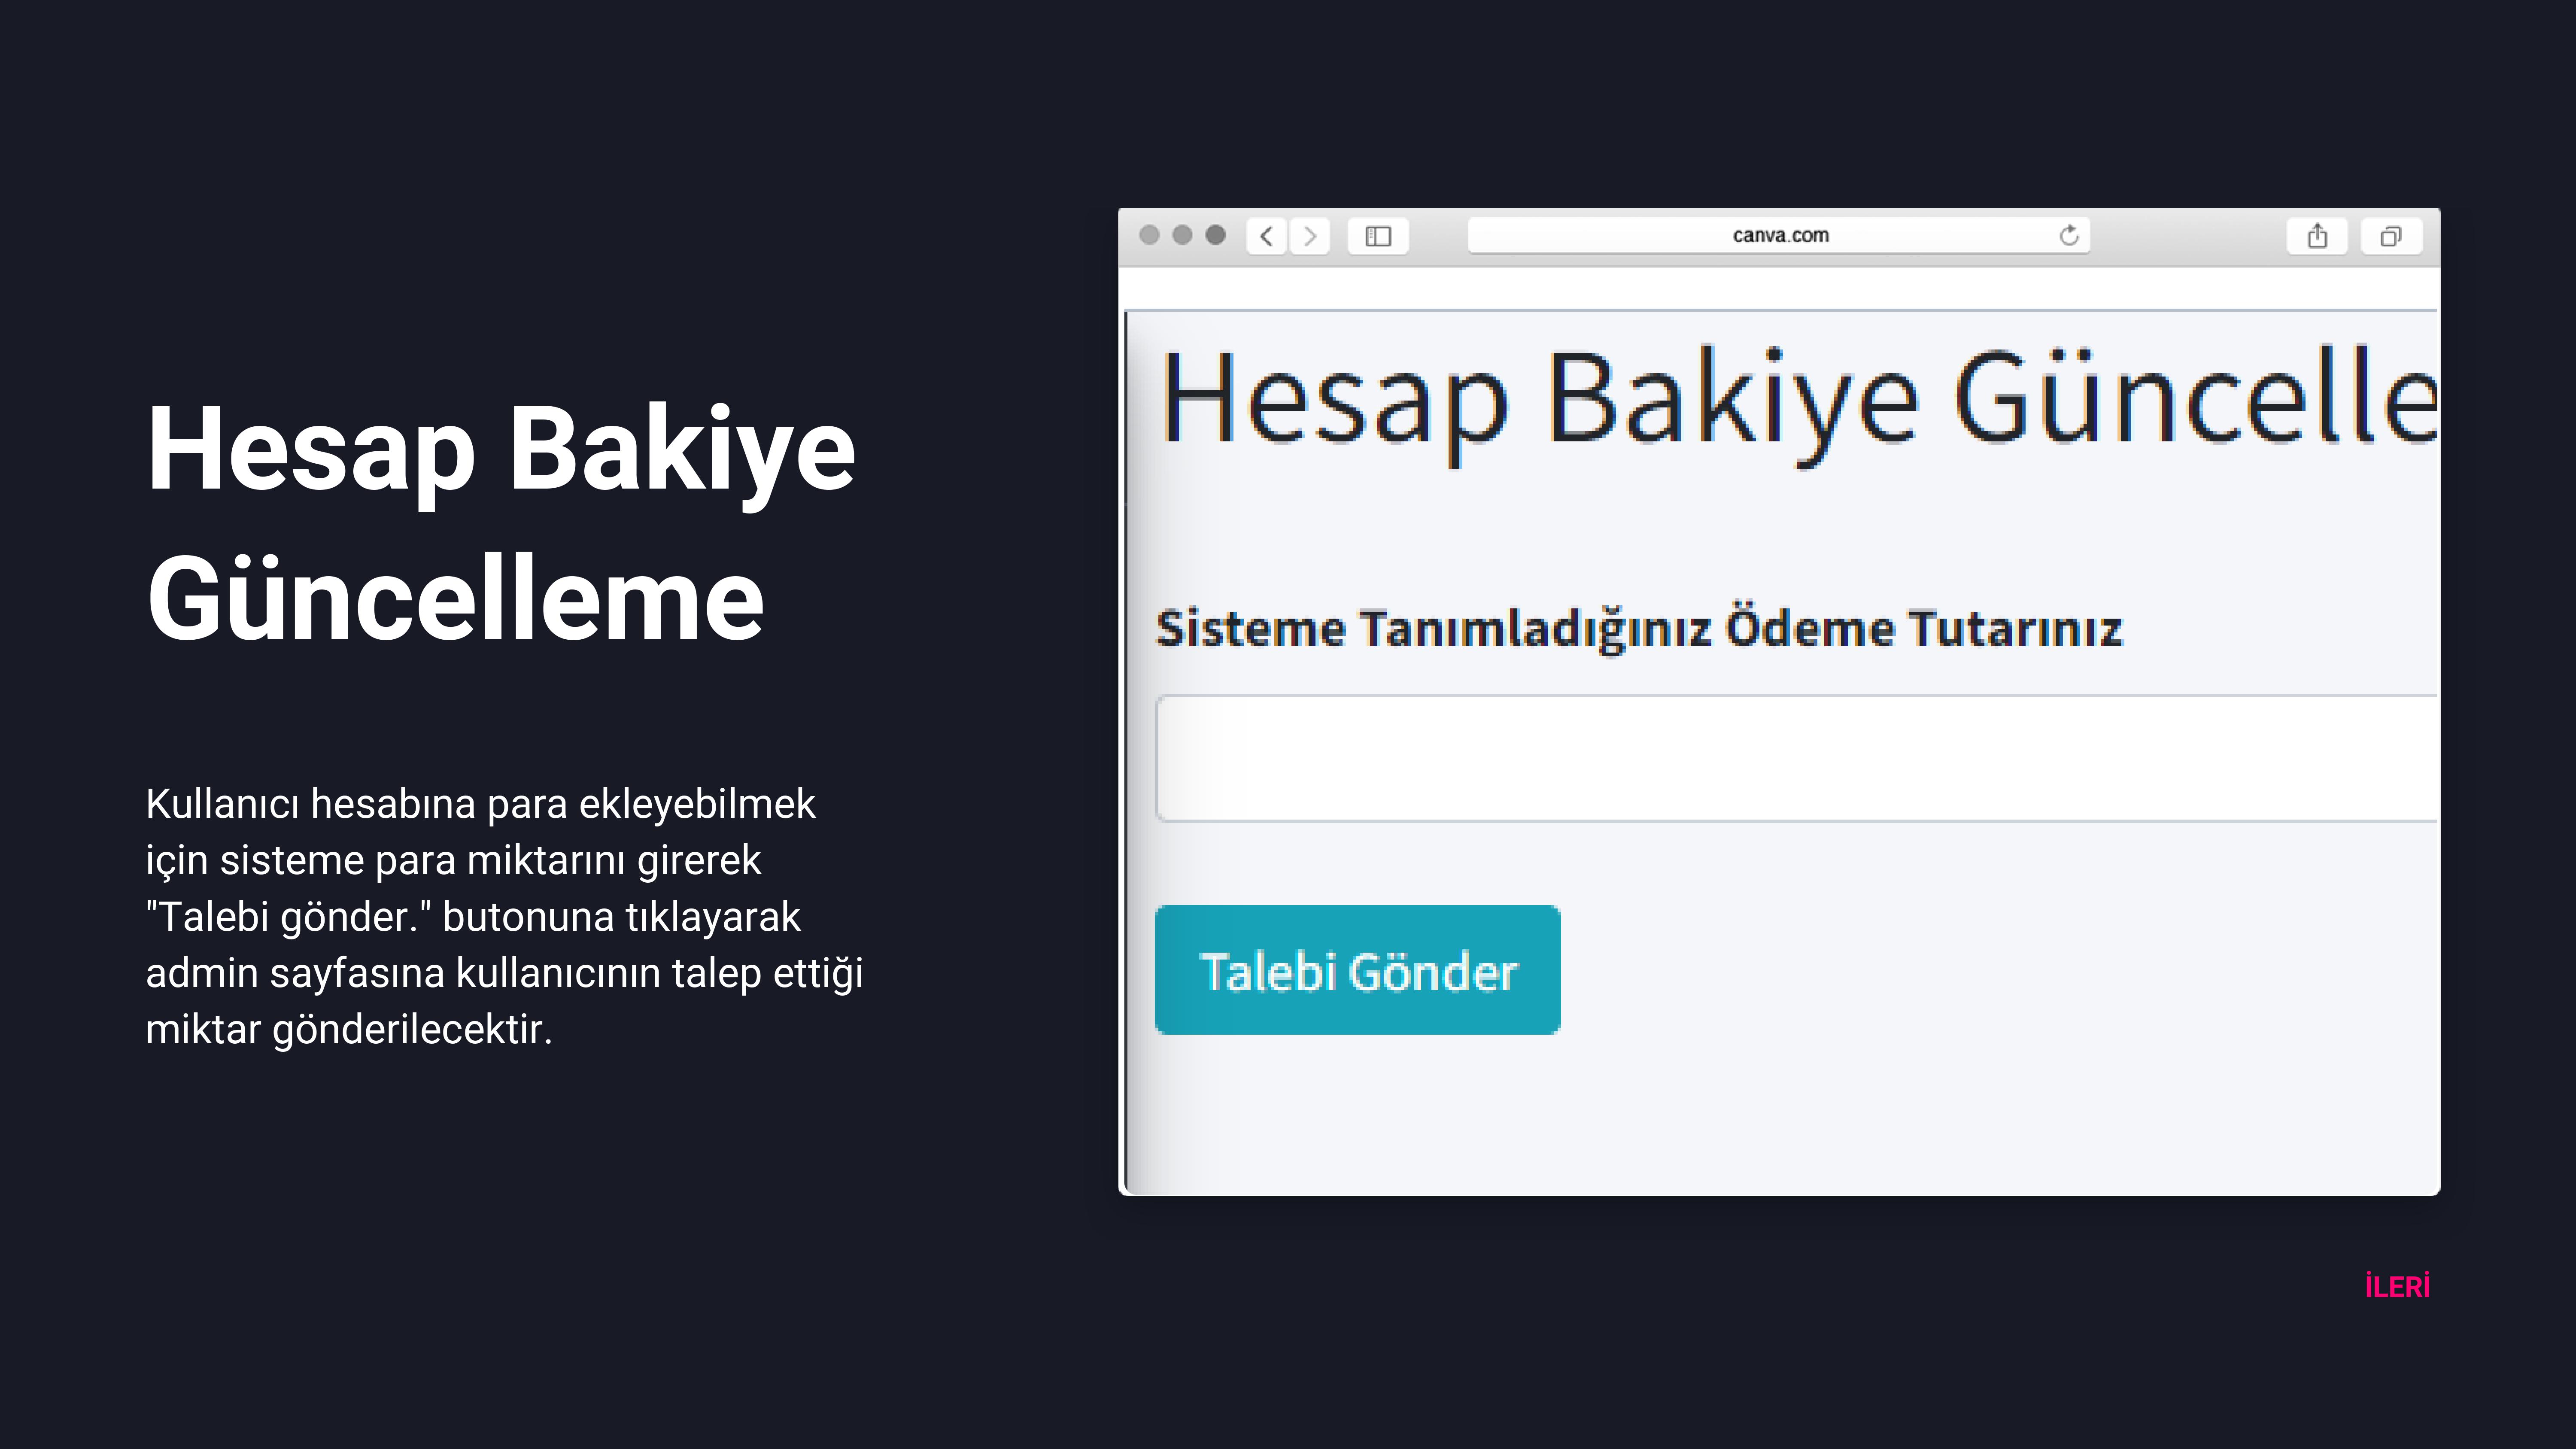 Hesap Bakiye
Güncelleme
Kullanıcı hesabına para ekleyebilmek
için sisteme para miktarını girerek
"Talebi gönder." butonuna tıklayarak
admin sayfasına kullanıcının talep ettiği
miktar gönderilecektir.
canva.com
Hesap Bakiye Güncelle
Sisteme Tanımladığınız Ödeme Tutarınız
Talebi Gönder
İLERİ